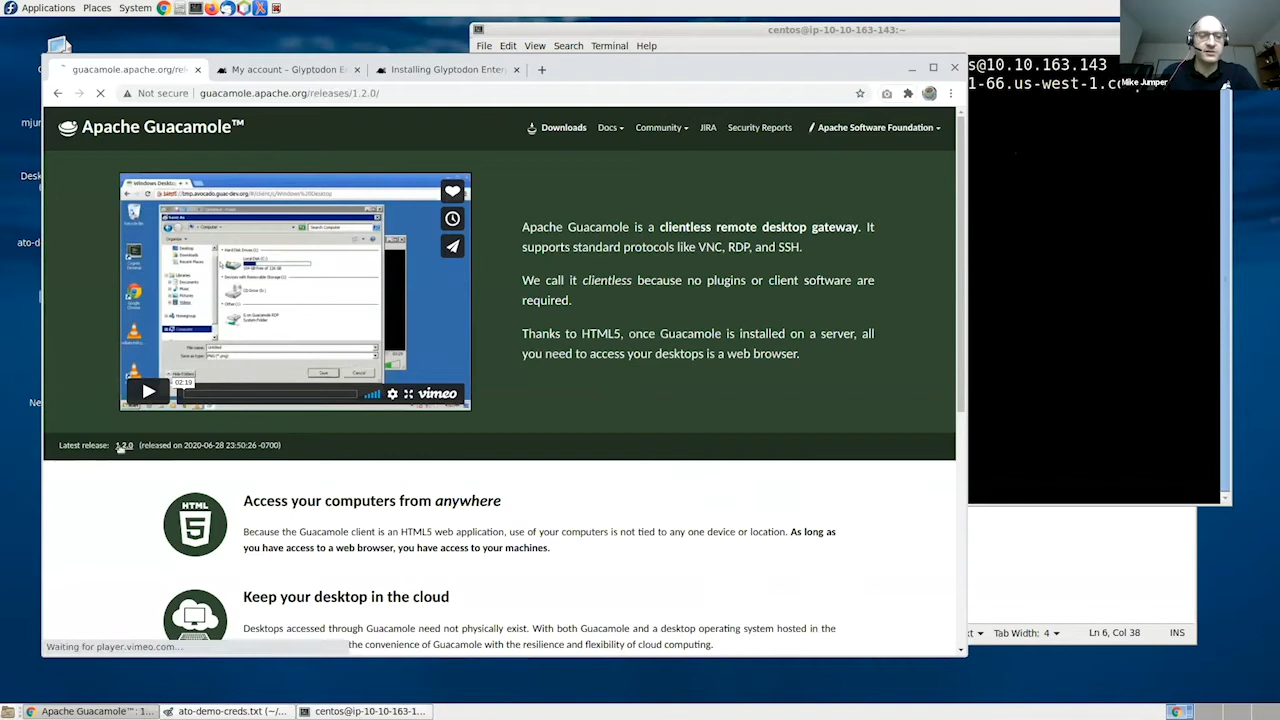 Applications Places System
centos@ip-10-10-163-143:~
File Edit View Search Terminal Help
s@10.10.163.143
1-66.us-west-1.c
Mike Jumper
guacamole.apache.org/rel
My account – Glyptodon E
Installing Glyptodon Enter
Not secure guacamole.apache.org/releases/1.2.0/
Apache Guacamole™
Downloads Docs Community JIRA Security Reports Apache Software Foundation
Apache Guacamole is a clientless remote desktop gateway. It
supports standard protocols like VNC, RDP, and SSH.
We call it clientless because no plugins or client software are
required.
Thanks to HTML5, once Guacamole is installed on a server, all
you need to access your desktops is a web browser.
02:19
vimeo
Latest release: 1.2.0 (released on 2020-06-28 23:50:26 -0700)
HTML
5
Access your computers from anywhere
Because the Guacamole client is an HTML5 web application, use of your computers is not tied to any one device or location. As long as
you have access to a web browser, you have access to your machines.
Keep your desktop in the cloud
Desktops accessed through Guacamole need not physically exist. With both Guacamole and a desktop operating system hosted in the
the convenience of Guacamole with the resilience and flexibility of cloud computing.
Waiting for player.vimeo.com...
mju
Desk
ato-d
Ne
xt Tab Width: 4 Ln 6, Col 38 INS
Apache Guacamole™: 1...
ato-demo-creds.txt (~/...
centos@ip-10-10-163-1...